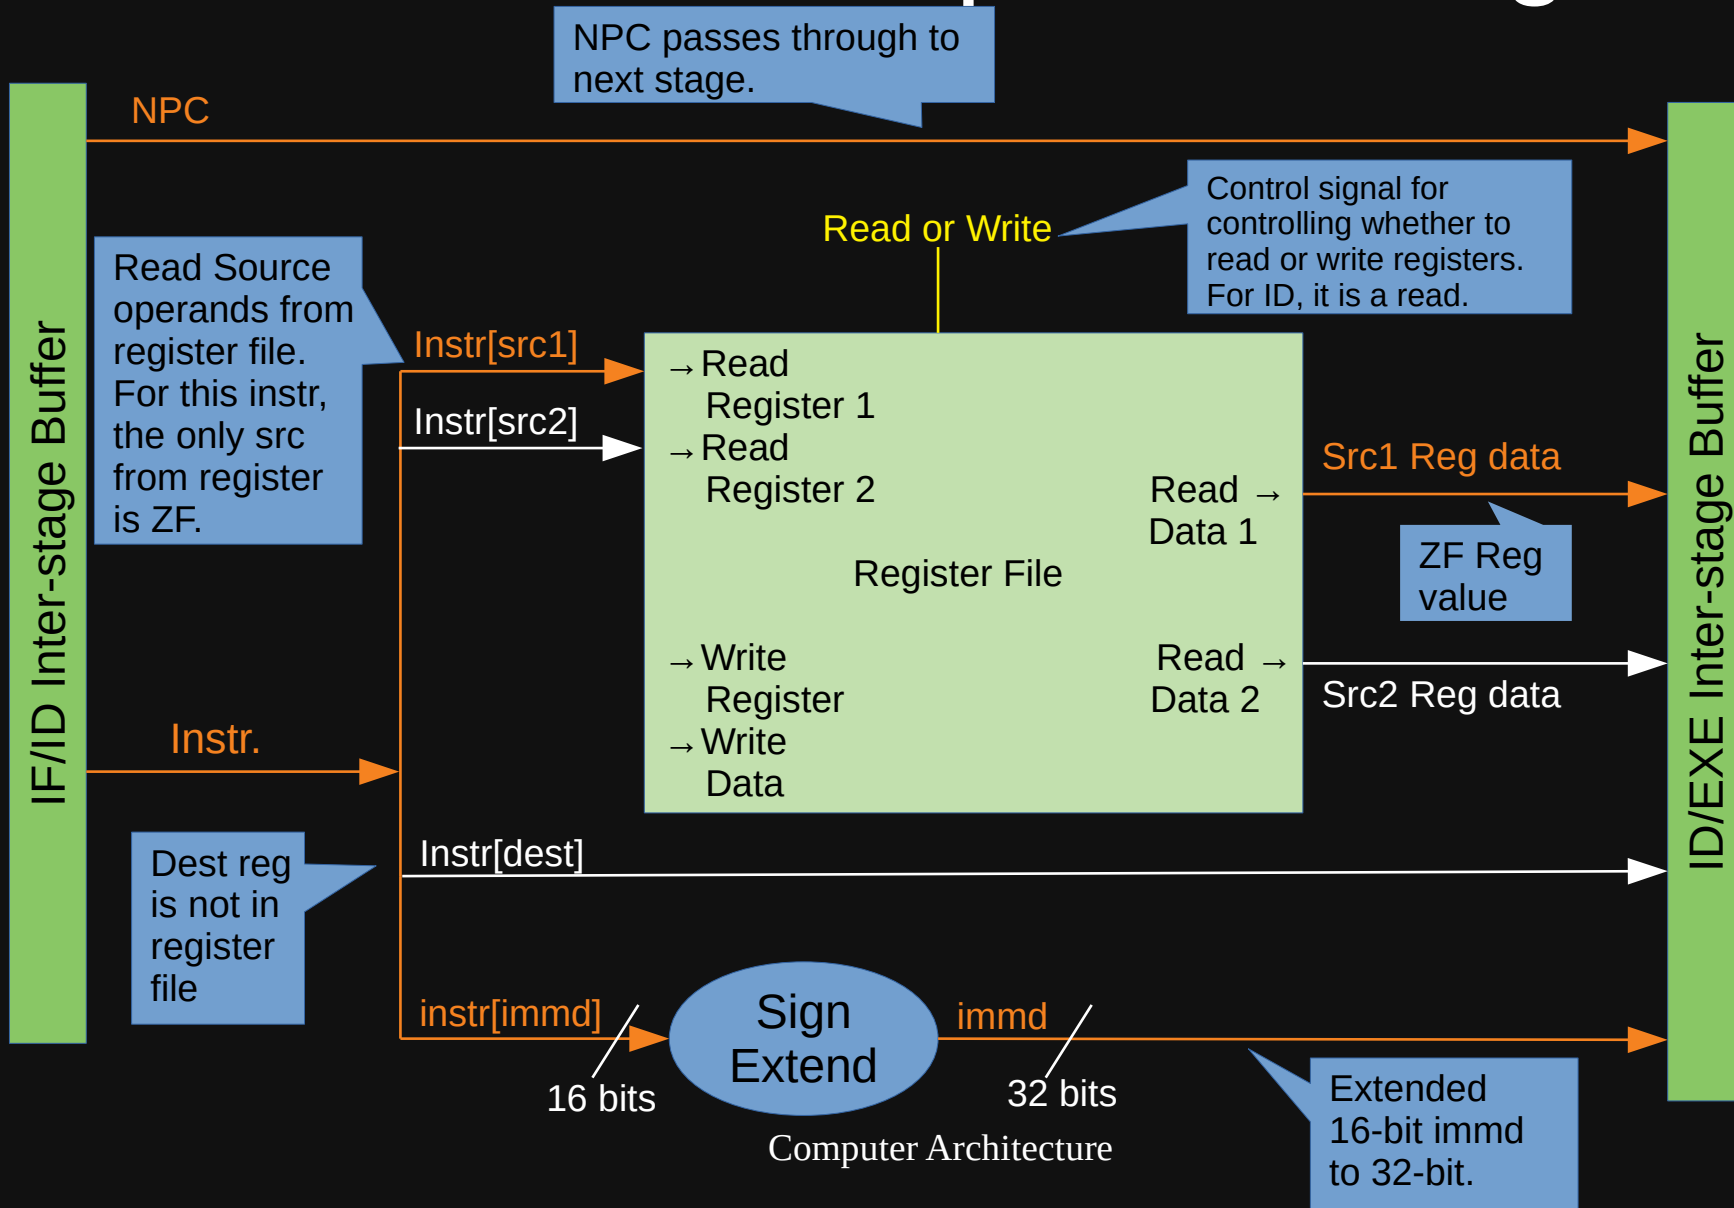 NPC passes through to
next stage.
NPC
Control signal for
controlling whether to
read or write registers.
For ID, it is a read.
Read or Write
Read Source
operands from
register file.
For this instr,
the only src
from register
is ZF.
IF/ID Inter-stage Buffer
Instr[src1]
Instr[src2]
→Read
Register 1
→Read
Register 2
Read →
Data 1
Register File
→Write
Register
→Write
Data
Read →
Data 2
Src1 Reg data
ZF Reg
value
Src2 Reg data
ID/EXE Inter-stage Buffer
Instr.
Instr[dest]
Dest reg
is not in
register
file
instr[immd]
16 bits
Sign
Extend
immd
32 bits
Extended
16-bit immd
to 32-bit.
Computer Architecture